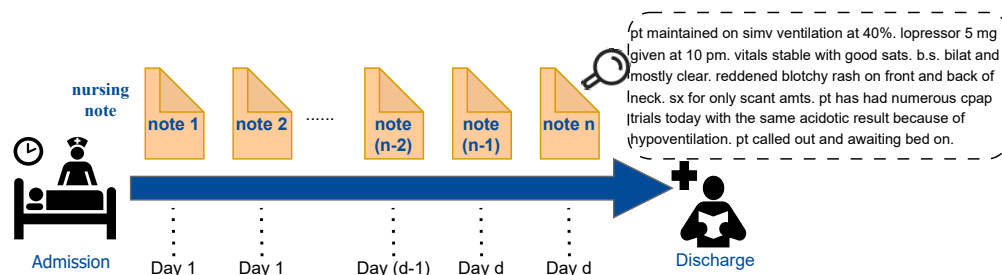 pt maintained on simv ventilation at 40%. lopressor 5 mg
given at 10 pm. vitals stable with good sats. b.s. bilat and
mostly clear. reddened blotchy rash on front and back of
neck. sx for only scant amts. pt has had numerous cpap
trials today with the same acidotic result because of
hypoventilation. pt called out and awaiting bed on.
nursing
note
note 1
note 2
......
note
(n-2)
note
(n-1)
note n
Admission
Day 1
Day 1
Day (d-1)
Day d
Day d
Discharge